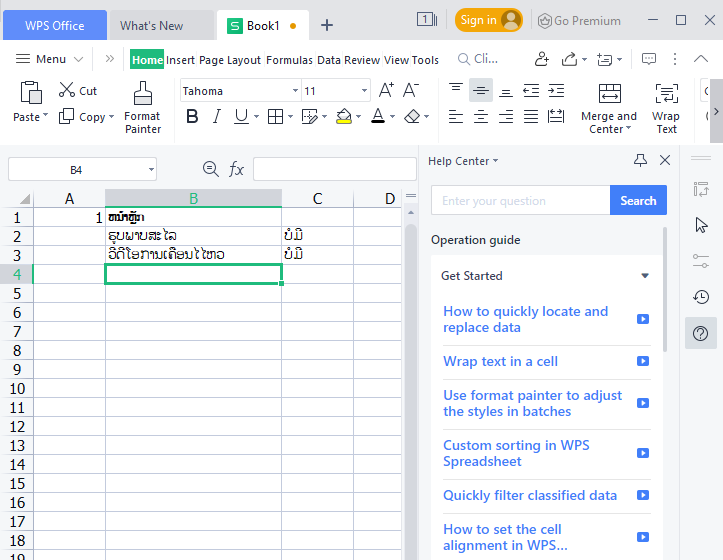 WPS Office What's New Book1 1 Sign in Go Premium
Menu Home Insert Page Layout Formulas Data Review View Tools Cli...
Cut Tahoma 11 A+ A-
Paste Copy Format Painter B I U A Merge and Center Wrap Text
B4 fx Help Center
Enter your question Search
A B C D
1 1 ໜ້າຫຼັກ
2 ຮູບພາບສະໄລ ບໍ່ມີ
3 ວີດີໂອການເຄື່ອນໄຫວ ບໍ່ມີ
4
5
6
7
8
9
10
11
12
13
14
15
16
17
18
19
Operation guide
Get Started
How to quickly locate and
replace data
Wrap text in a cell
Use format painter to adjust
the styles in batches
Custom sorting in WPS
Spreadsheet
Quickly filter classified data
How to set the cell
alignment in WPS...